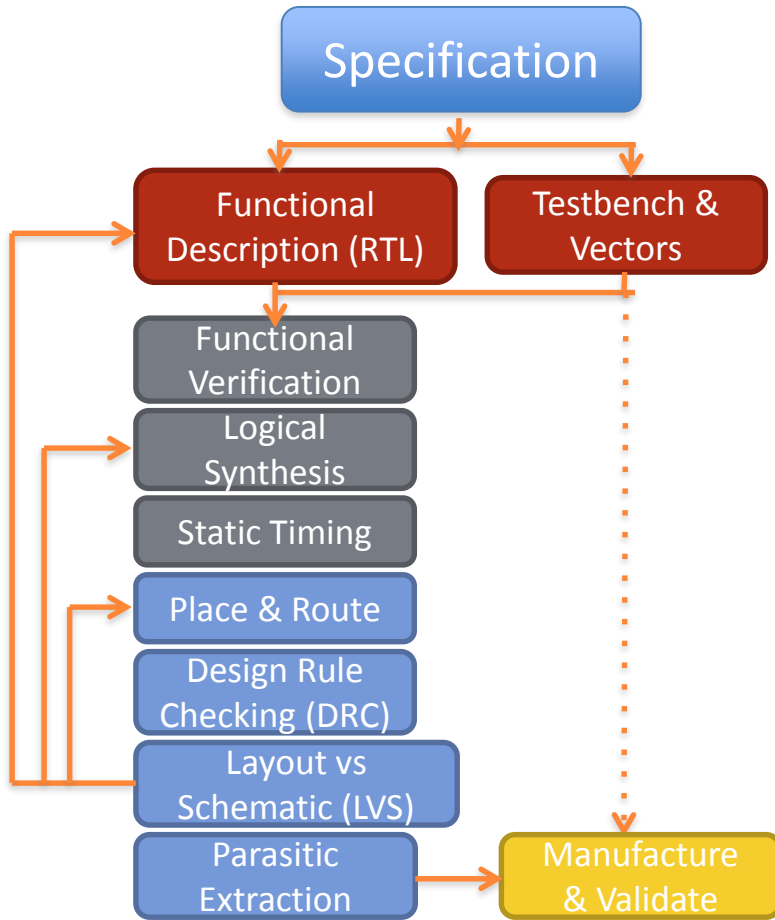 Specification
Functional
Description (RTL)
Testbench &
Vectors
Functional
Verification
Logical
Synthesis
Static Timing
Place & Route
Design Rule
Checking (DRC)
Layout vs
Schematic (LVS)
Parasitic
Extraction
Manufacture
& Validate